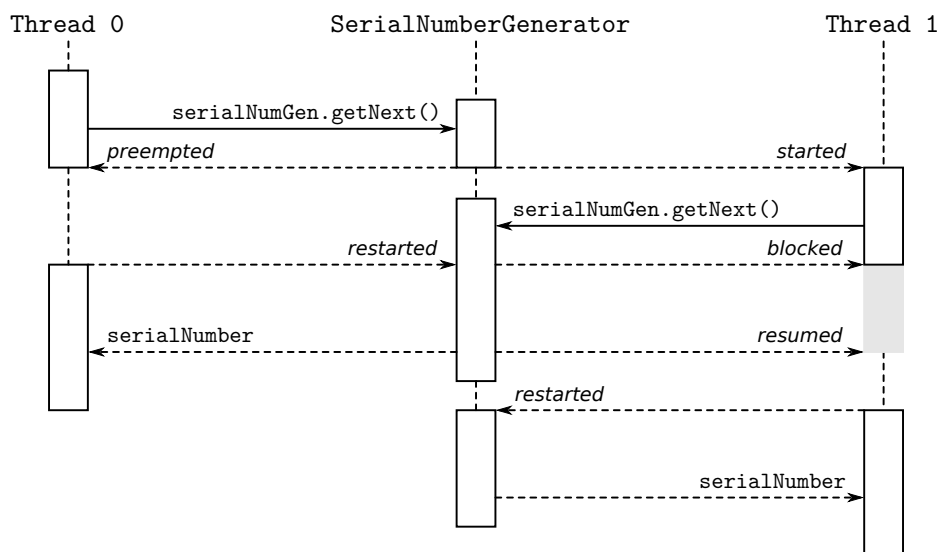 Thread 0
SerialNumberGenerator
Thread 1
serialNumGen.getNext()
preempted
started
serialNumGen.getNext()
restarted
blocked
serialNumber
resumed
restarted
serialNumber